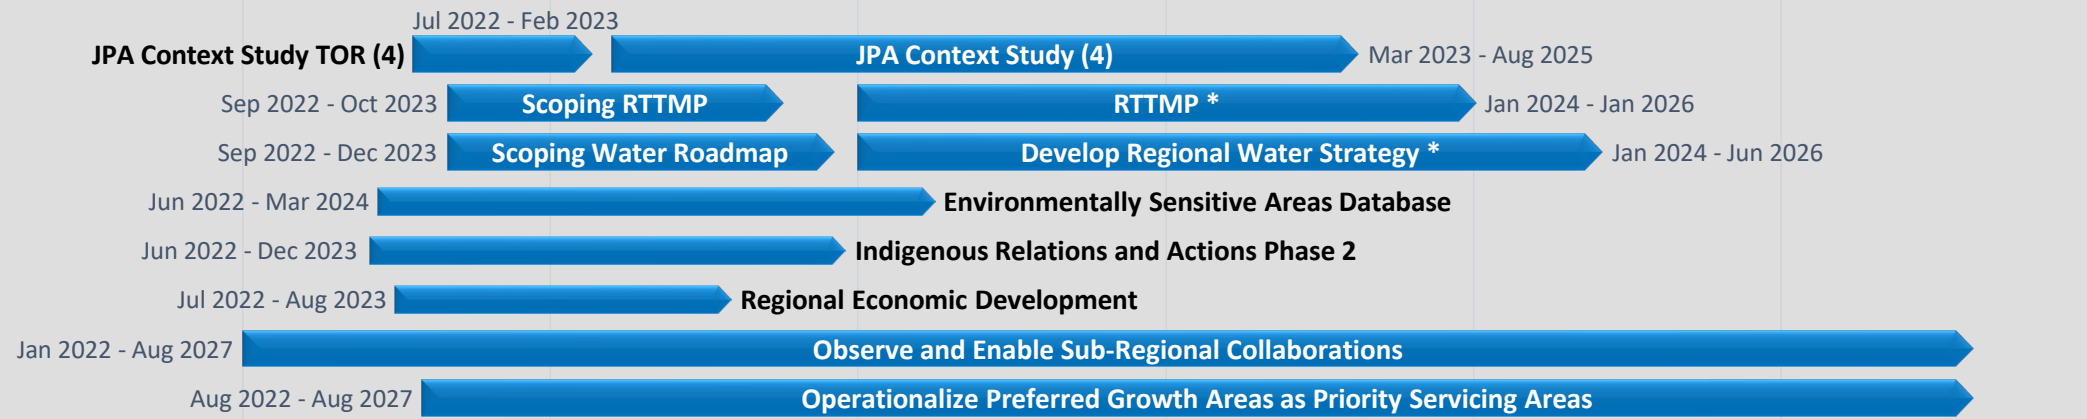 Jul 2022 - Feb 2023
JPA Context Study TOR (4) JPA Context Study (4) Mar 2023 - Aug 2025
Sep 2022 - Oct 2023 Scoping RTTMP RTTMP * Jan 2024 - Jan 2026
Sep 2022 - Dec 2023 Scoping Water Roadmap Develop Regional Water Strategy * Jan 2024 - Jun 2026
Jun 2022 - Mar 2024 Environmentally Sensitive Areas Database
Jun 2022 - Dec 2023 Indigenous Relations and Actions Phase 2
Jul 2022 - Aug 2023 Regional Economic Development
Jan 2022 - Aug 2027 Observe and Enable Sub-Regional Collaborations
Aug 2022 - Aug 2027 Operationalize Preferred Growth Areas as Priority Servicing Areas